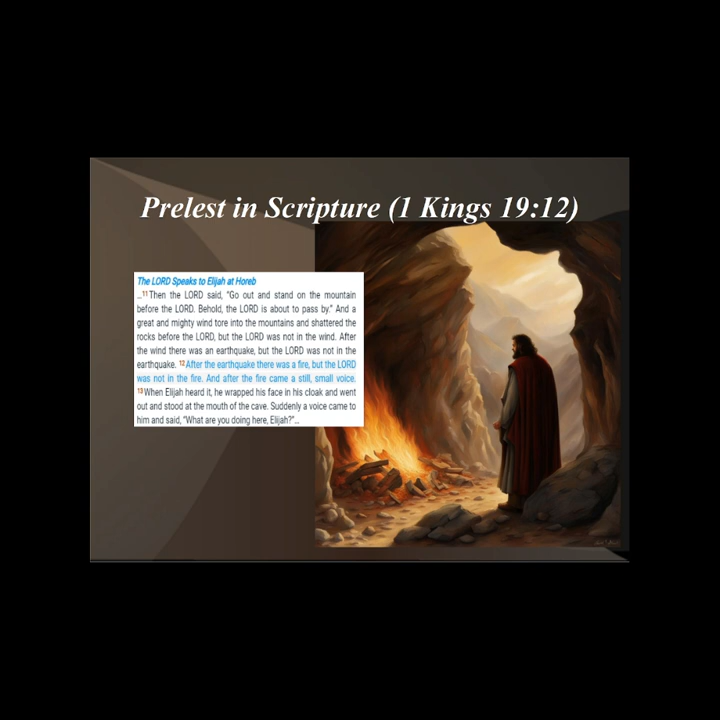 Prelest in Scripture (1 Kings 19:12)
The LORD Speaks to Elijah at Horeb
…11Then the LORD said, “Go out and stand on the mountain
before the LORD. Behold, the LORD is about to pass by.” And a
great and mighty wind tore into the mountains and shattered the
rocks before the LORD, but the LORD was not in the wind. After
the wind there was an earthquake, but the LORD was not in the
earthquake. 12After the earthquake there was a fire, but the LORD
was not in the fire. And after the fire came a still, small voice.
13When Elijah heard it, he wrapped his face in his cloak and went
out and stood at the mouth of the cave. Suddenly a voice came to
him and said, “What are you doing here, Elijah?”…